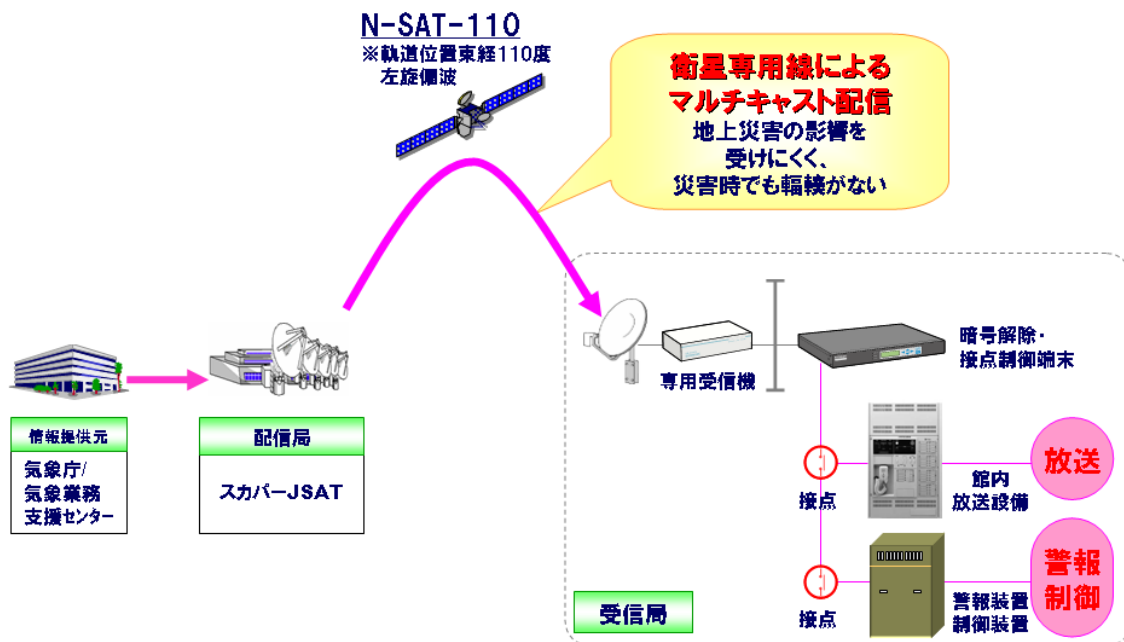 N-SAT-110
※軌道位置東経110度
左旋偏波
衛星専用線による
マルチキャスト配信
地上災害の影響を
受けにくく、
災害時でも輻輳がない
情報提供元
気象庁/
気象業務
支援センター
配信局
スカパーJSAT
専用受信機
暗号解除・
接点制御端末
接点
館内
放送設備
放送
接点
警報装置
制御装置
警報
制御
受信局